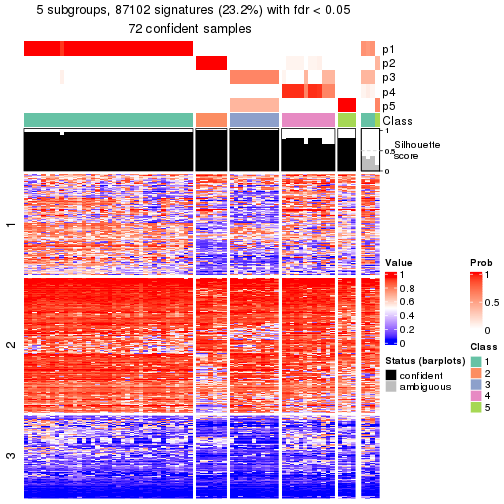 5 subgroups, 87102 signatures (23.2%) with fdr < 0.05
72 confident samples
p1
p2
p3
p4
p5
Class
1
0.5
0
Silhouette
score
1
2
3
Value
1
0.8
0.6
0.4
0.2
0
Status (barplots)
confident
ambiguous
Prob
1
0.5
0
Class
1
2
3
4
5